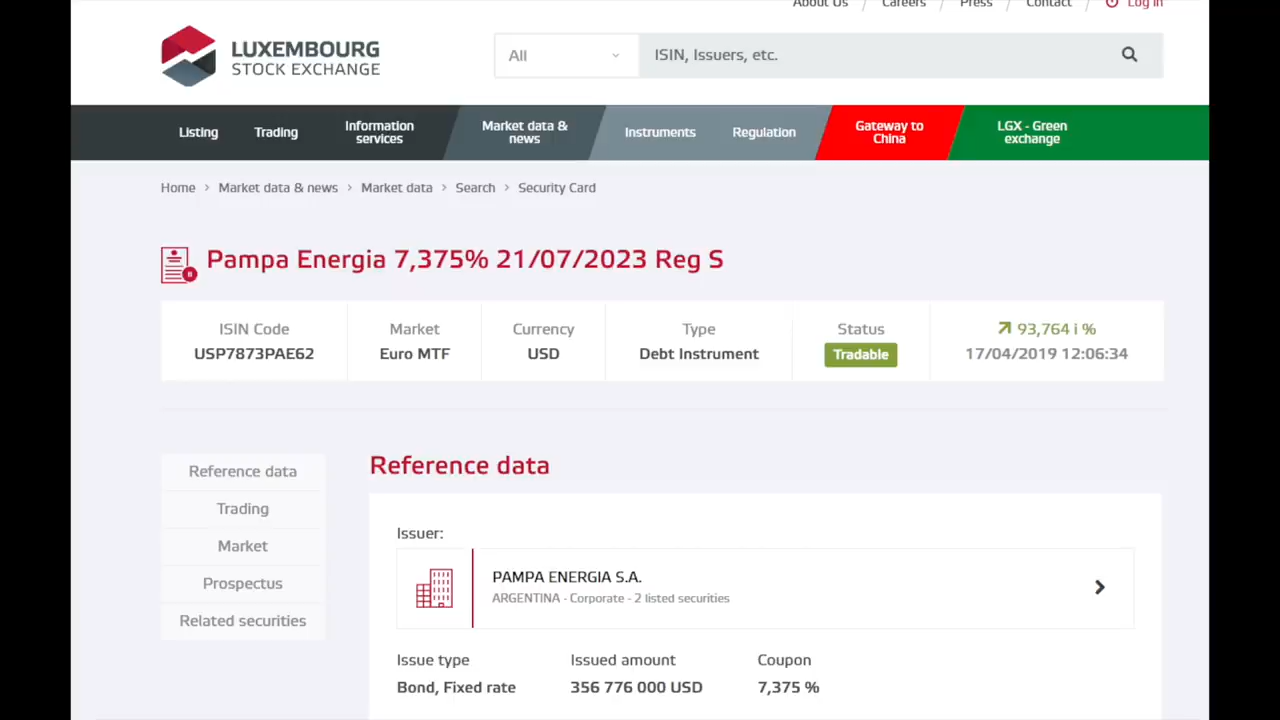 About Us / Careers / Press / Contact / Log in
LUXEMBOURG
STOCK EXCHANGE
All
ISIN, Issuers, etc.
Listing
Trading
Information
services
Market data &
news
Instruments
Regulation
Gateway to
China
LGX - Green
exchange
Home > Market data & news > Market data > Search > Security Card
B
Pampa Energia 7,375% 21/07/2023 Reg S
ISIN Code
USP7873PAE62
Market
Euro MTF
Currency
USD
Type
Debt Instrument
Status
Tradable
93,764 i %
17/04/2019 12:06:34
Reference data
Trading
Market
Prospectus
Related securities
Reference data
Issuer:
PAMPA ENERGIA S.A.
ARGENTINA - Corporate - 2 listed securities
Issue type
Bond, Fixed rate
Issued amount
356 776 000 USD
Coupon
7,375 %